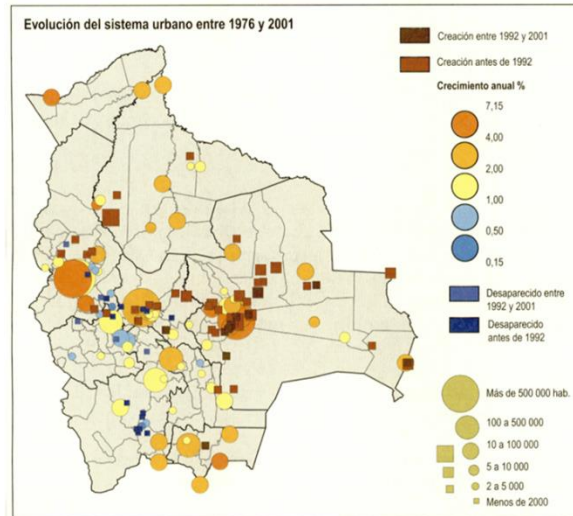 Evolución del sistema urbano entre 1976 y 2001
Creación entre 1992 y 2001
Creación antes de 1992
Crecimiento anual %
7,15
4,00
2,00
1,00
0,50
0,15
Desaparecido entre
1992 y 2001
Desaparecido
antes de 1992
Más de 500 000 hab.
100 a 500 000
10 a 100 000
5 a 10 000
2 a 5 000
Menos de 2000